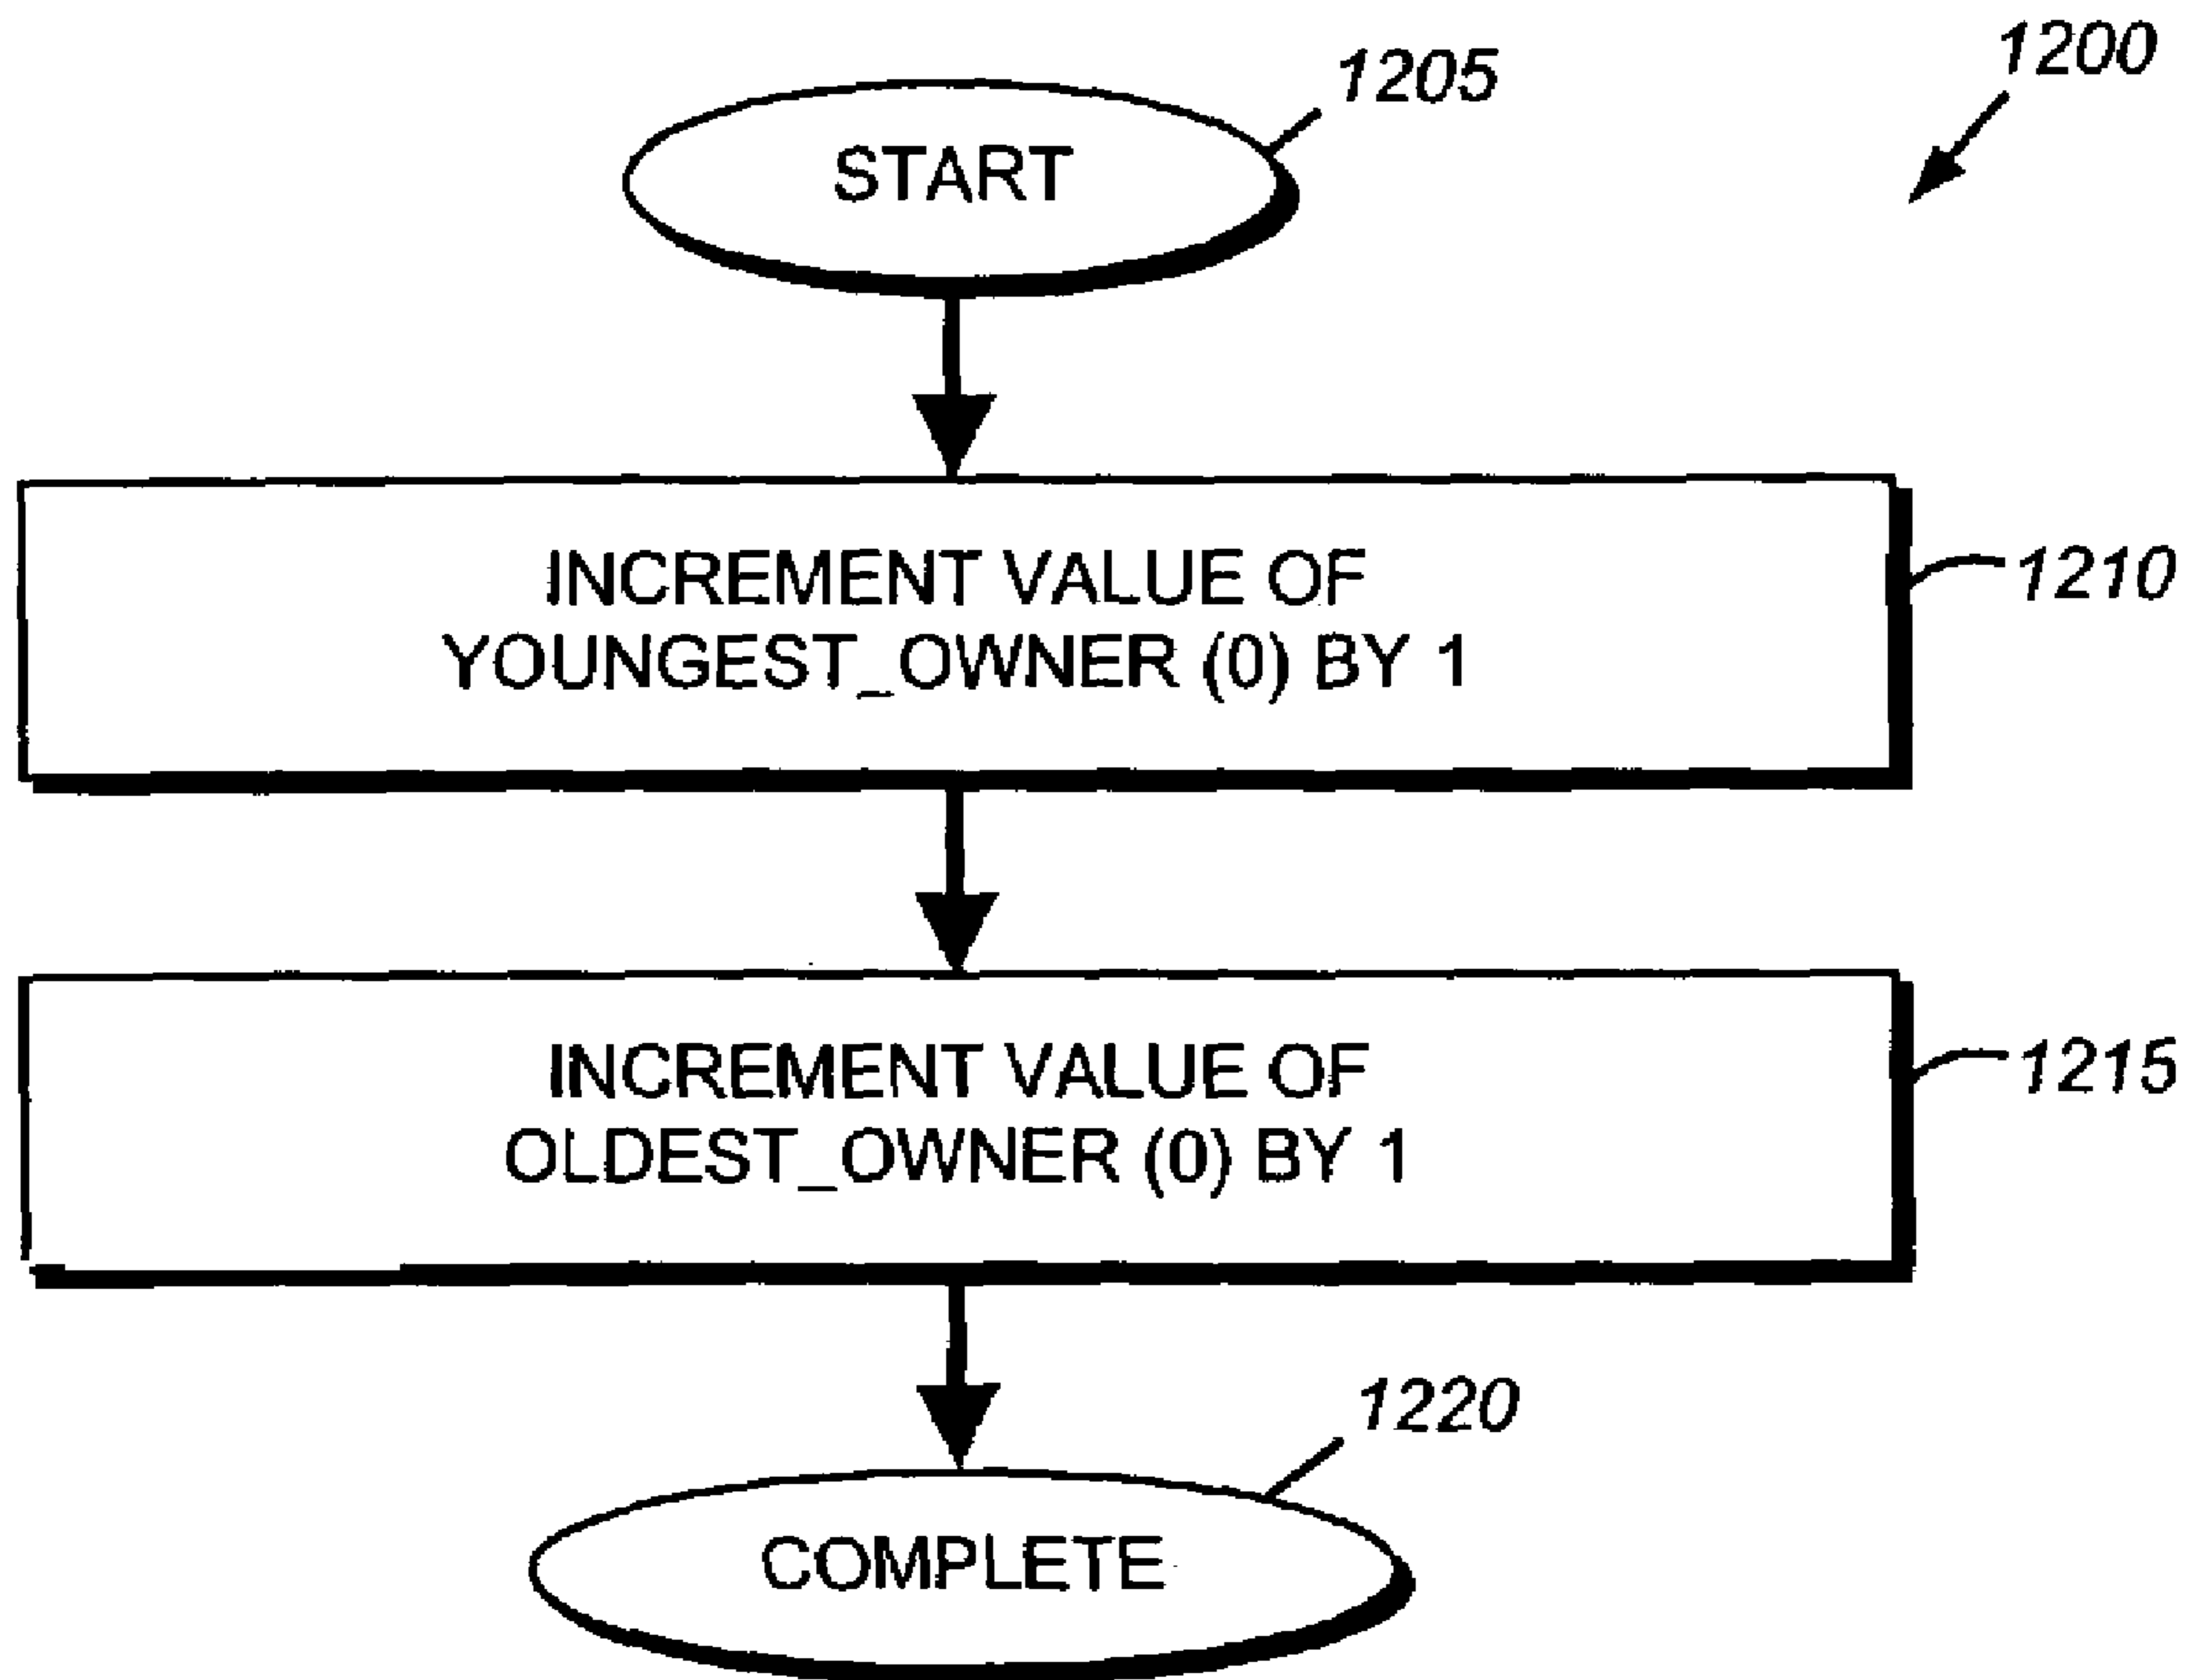 1200
1205
START
INCREMENT VALUE OF
YOUNGEST_OWNER (0) BY 1
1210
INCREMENT VALUE OF
OLDEST_OWNER (0) BY 1
1215
1220
COMPLETE